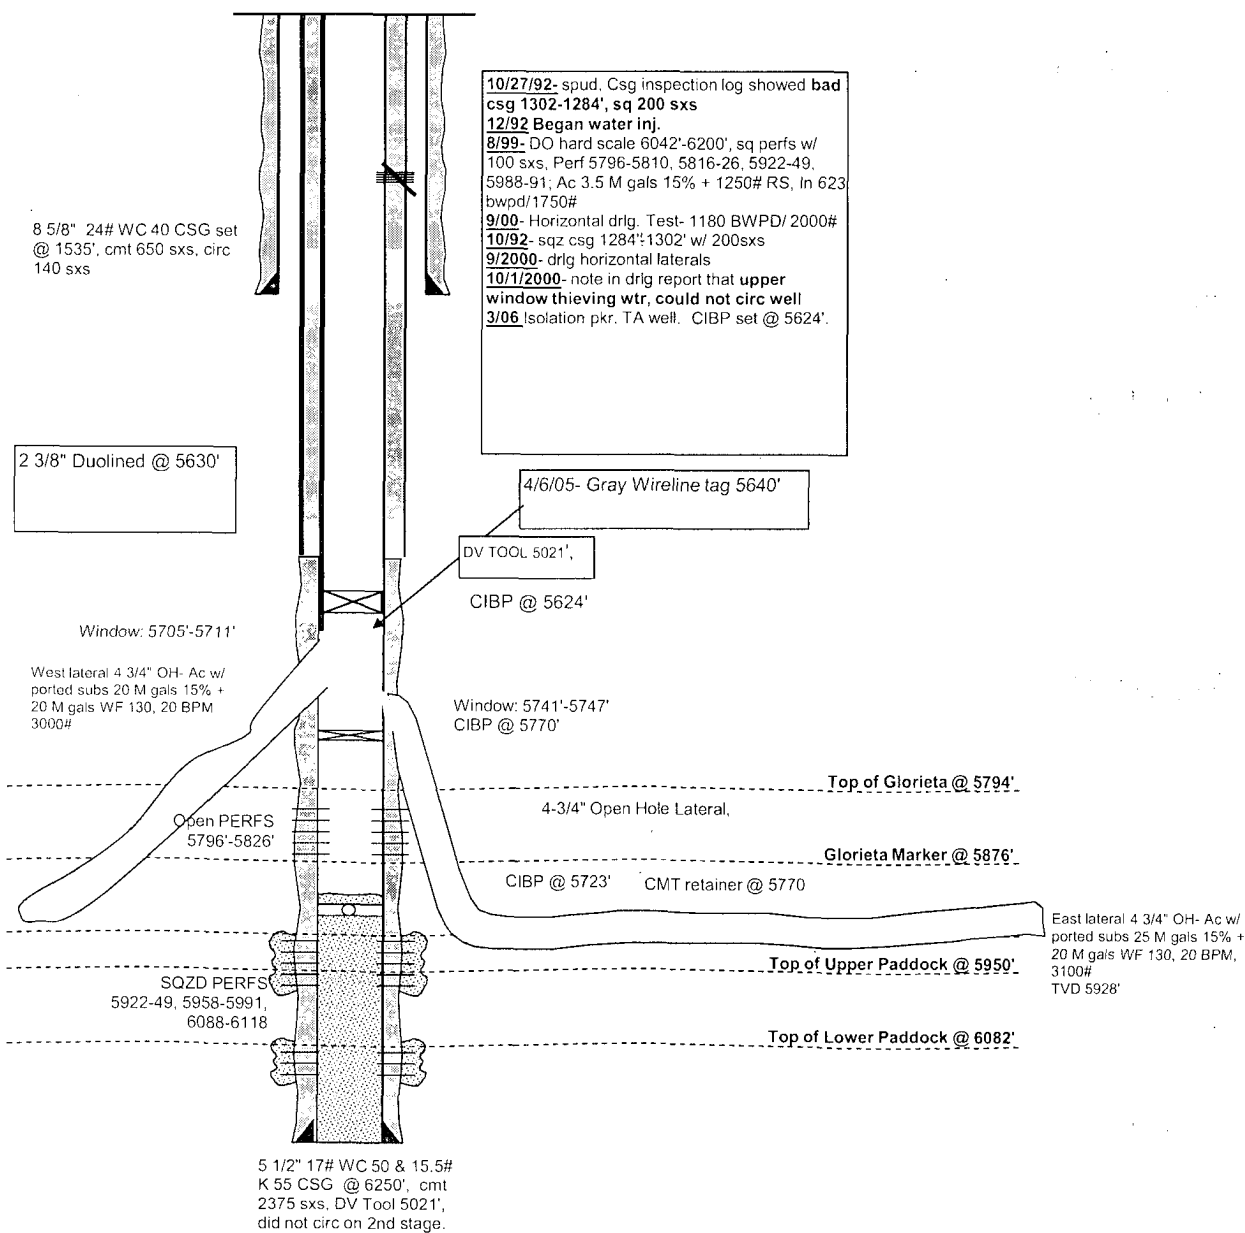 10/27/92- spud, Csg inspection log showed bad
csg 1302-1284', sq 200 sxs
12/92 Began water inj.
8/99- DO hard scale 6042'-6200', sq perfs w/
100 sxs, Perf 5796-5810, 5816-26, 5922-49,
5988-91; Ac 3.5 M gals 15% + 1250# RS, In 623
bwpd/1750#
9/00- Horizontal drlg. Test- 1180 BWPD/ 2000#
10/92- sqz csg 1284'-1302' w/ 200sxs
9/2000- drlg horizontal laterals
10/1/2000- note in drlg report that upper
window thieving wtr, could not circ well
3/06 Isolation pkr. TA well. CIBP set @ 5624'.
8 5/8" 24# WC 40 CSG set
@ 1535', cmt 650 sxs, circ
140 sxs
2 3/8" Duolined @ 5630'
4/6/05- Gray Wireline tag 5640'
DV TOOL 5021',
CIBP @ 5624'
Window: 5705'-5711'
West lateral 4 3/4" OH- Ac w/
ported subs 20 M gals 15% +
20 M gals WF 130, 20 BPM
3000#
Window: 5741'-5747'
CIBP @ 5770'
Top of Glorieta @ 5794'
4-3/4" Open Hole Lateral,
Open PERFS
5796'-5826'
Glorieta Marker @ 5876'
CIBP @ 5723' CMT retainer @ 5770
East lateral 4 3/4" OH- Ac w/
ported subs 25 M gals 15% +
20 M gals WF 130, 20 BPM,
3100#
TVD 5928'
Top of Upper Paddock @ 5950'
SQZD PERFS
5922-49, 5958-5991,
6088-6118
Top of Lower Paddock @ 6082'
5 1/2" 17# WC 50 & 15.5#
K 55 CSG @ 6250', cmt
2375 sxs, DV Tool 5021',
did not circ on 2nd stage.